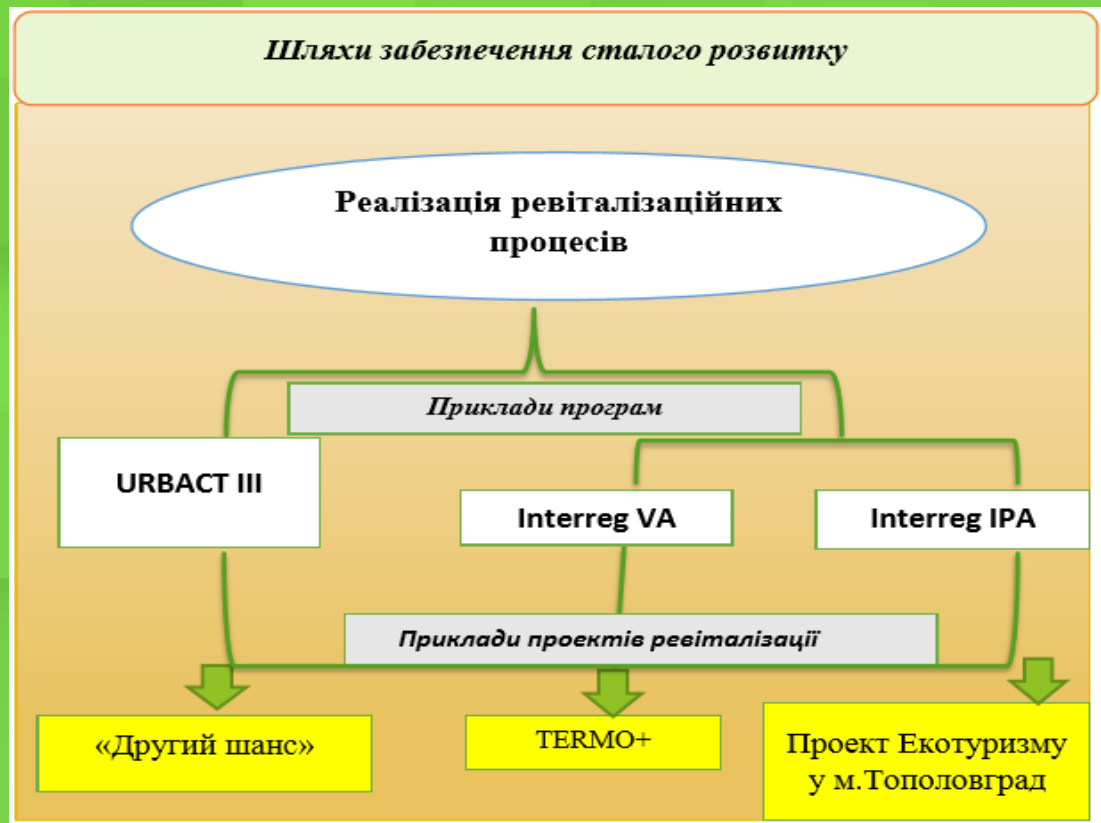 Шляхи забезпечення сталого розвитку
Реалізація ревіталізаційних
процесів
Приклади програм
URBACT III
Interreg VA
Interreg IPA
Приклади проектів ревіталізації
«Другий шанс»
TERMO+
Проект Екотуризму
у м.Тополовград